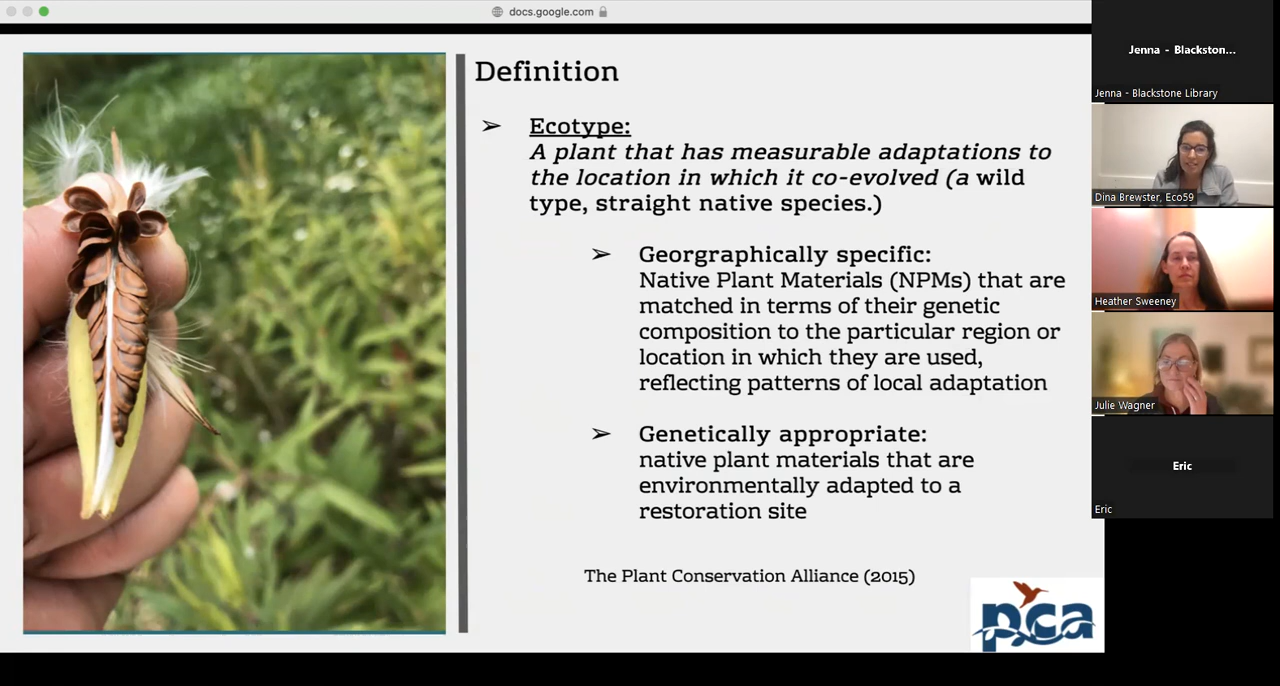 docs.google.com
Definition
➢ Ecotype:
A plant that has measurable adaptations to
the location in which it co-evolved (a wild
type, straight native species.)
➢ Georgraphically specific:
Native Plant Materials (NPMs) that are
matched in terms of their genetic
composition to the particular region or
location in which they are used,
reflecting patterns of local adaptation
➢ Genetically appropriate:
native plant materials that are
environmentally adapted to a
restoration site
The Plant Conservation Alliance (2015)
pca
Jenna - Blackston...
Jenna - Blackstone Library
Dina Brewster, Eco59
Heather Sweeney
Julie Wagner
Eric
Eric